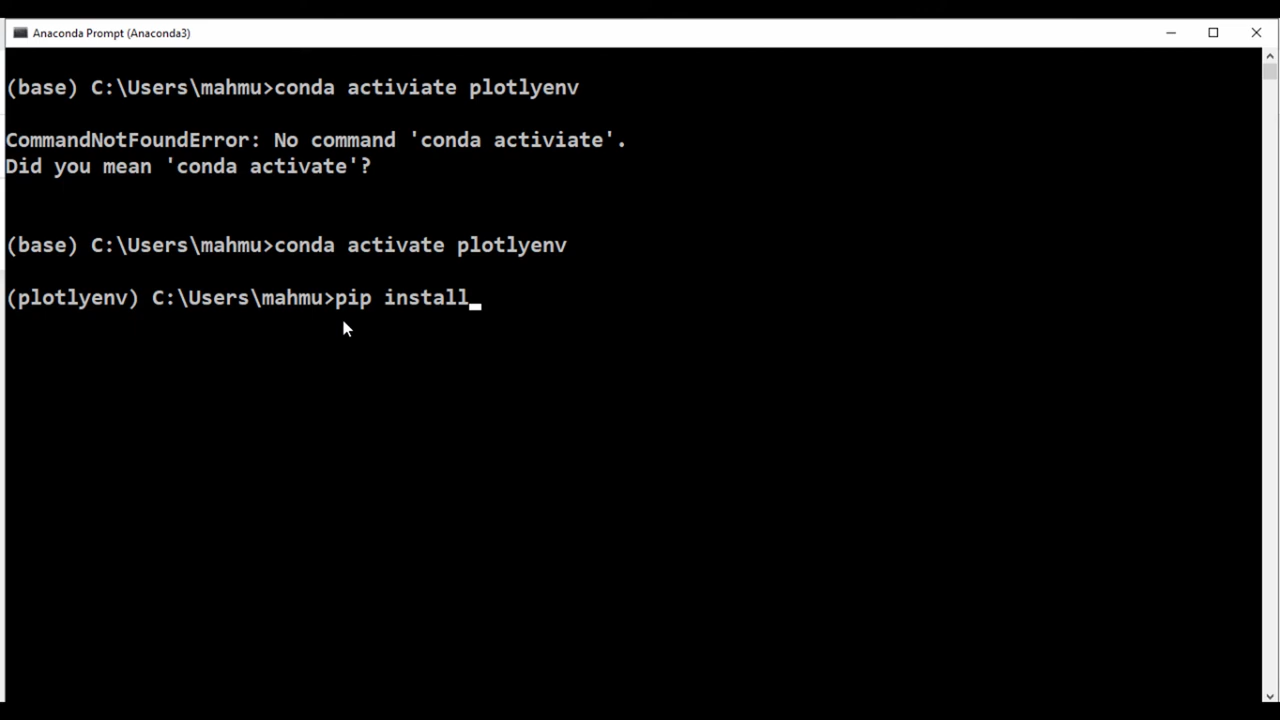 Anaconda Prompt (Anaconda3)
(base) C:\Users\mahmu>conda activiate plotlyenv
CommandNotFoundError: No command 'conda activiate'.
Did you mean 'conda activate'?
(base) C:\Users\mahmu>conda activate plotlyenv
(plotlyenv) C:\Users\mahmu>pip install_